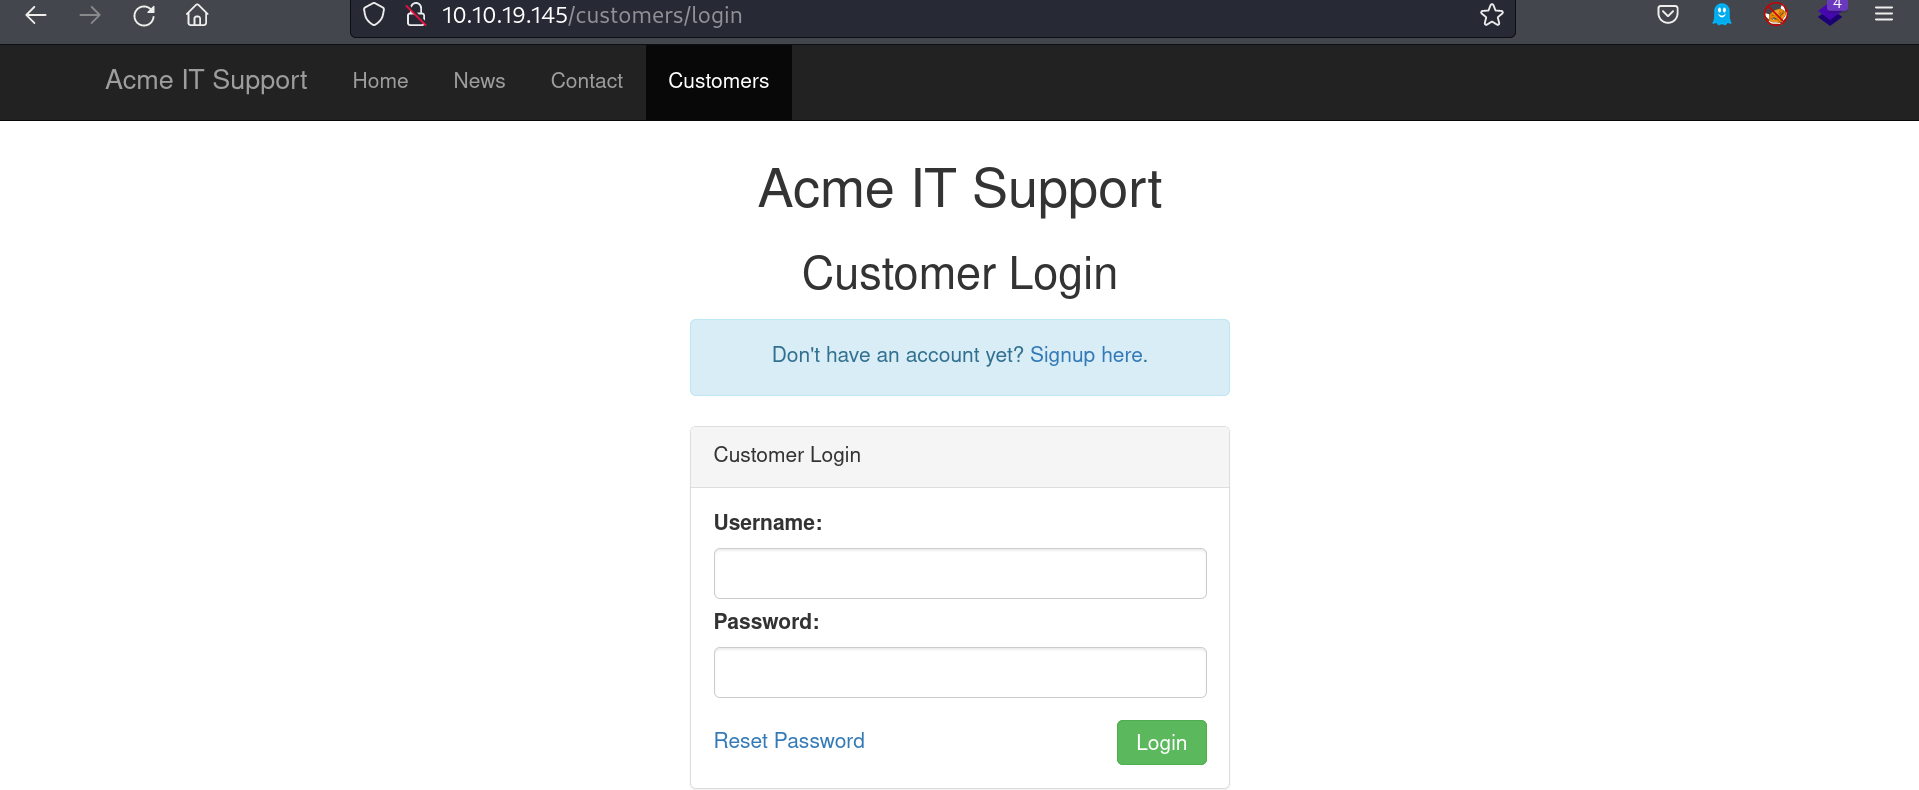 10.10.19.145/customers/login
4
Acme IT Support Home News Contact Customers
Acme IT Support
Customer Login
Don't have an account yet? Signup here.
Customer Login
Username:
Password:
Reset Password Login